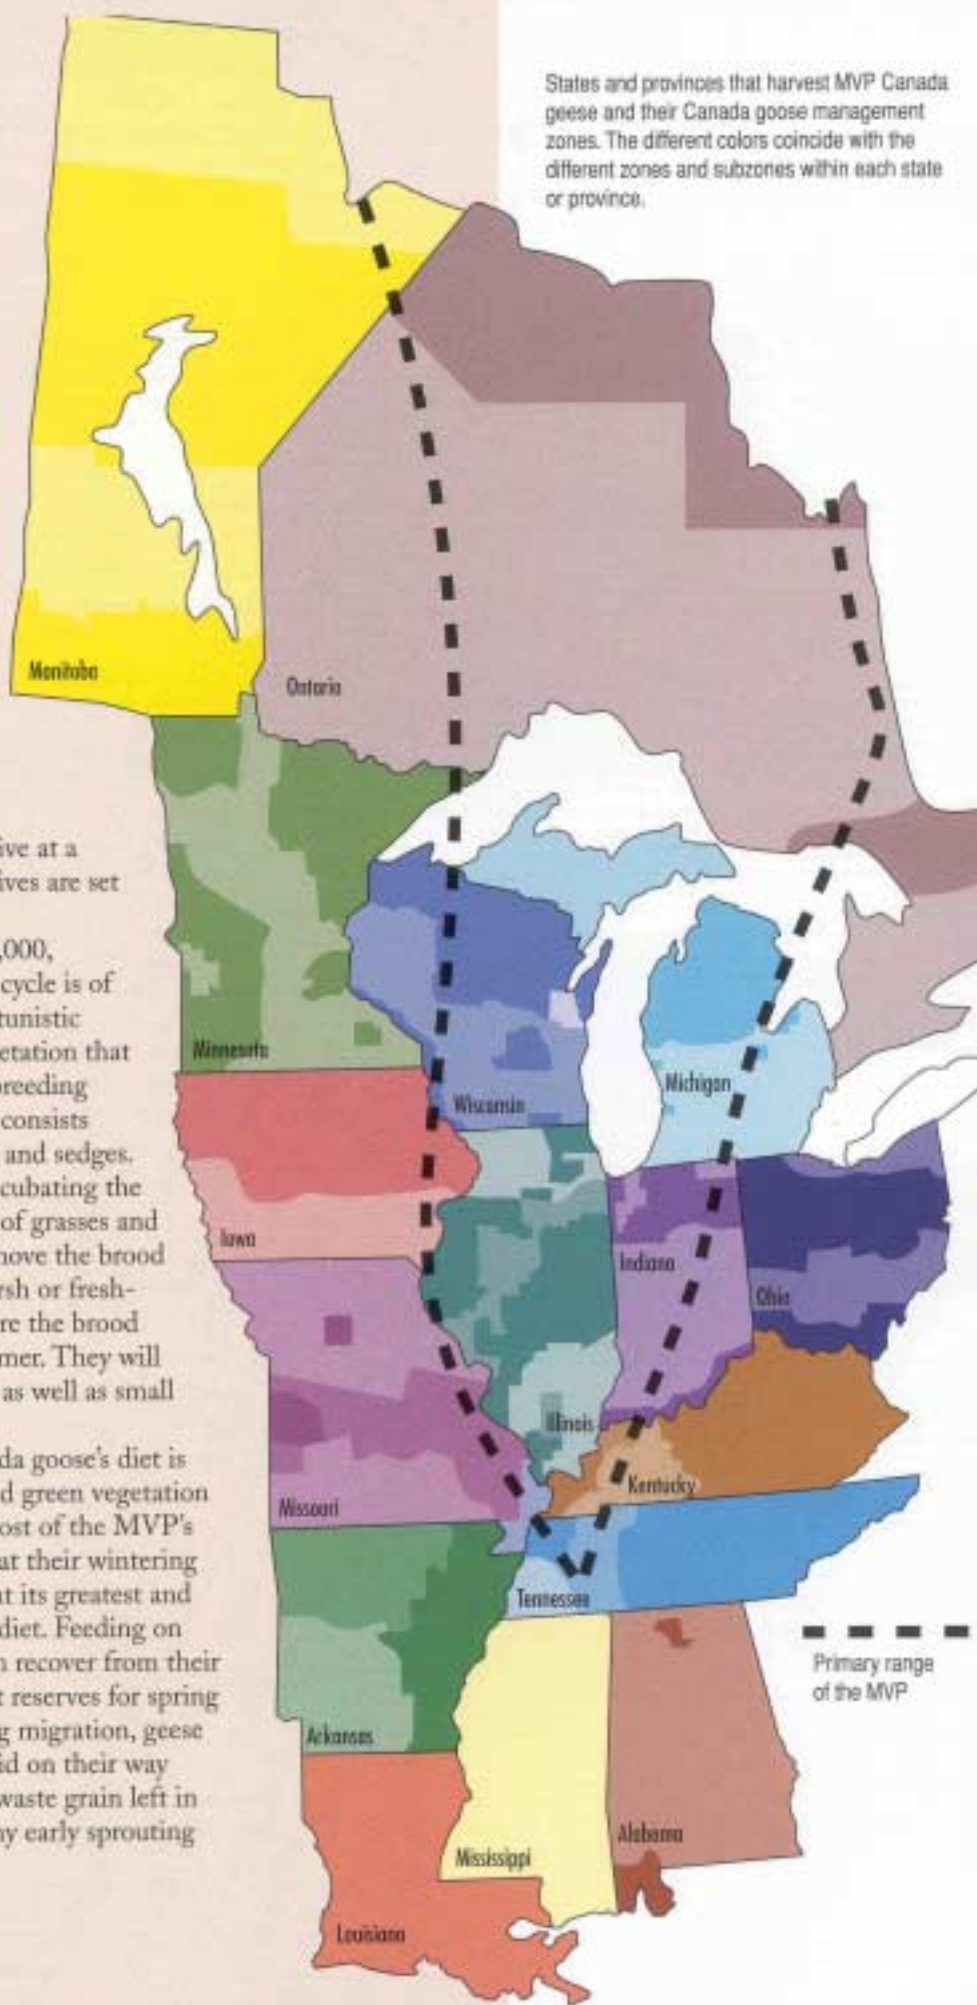 States and provinces that harvest MVP Canada
geese and their Canada goose management
zones. The different colors coincide with the
different zones and subzones within each state
or province.
Manitoba
Ontario
ive at a
ives are set
,000,
cycle is of
tunistic
etation that
breeding
consists
and sedges.
cubating the
of grasses and
nove the brood
rsh or fresh-
re the brood
mer. They will
as well as small
da goose's diet is
d green vegetation
ost of the MVP's
at their wintering
at its greatest and
diet. Feeding on
n recover from their
t reserves for spring
g migration, geese
id on their way
waste grain left in
ny early sprouting
Minnesota
Wisconsin
Michigan
Iowa
Indiana
Ohio
Illinois
Missouri
Kentucky
Tennessee
Primary range
of the MVP
Arkansas
Mississippi
Alabama
Louisiana